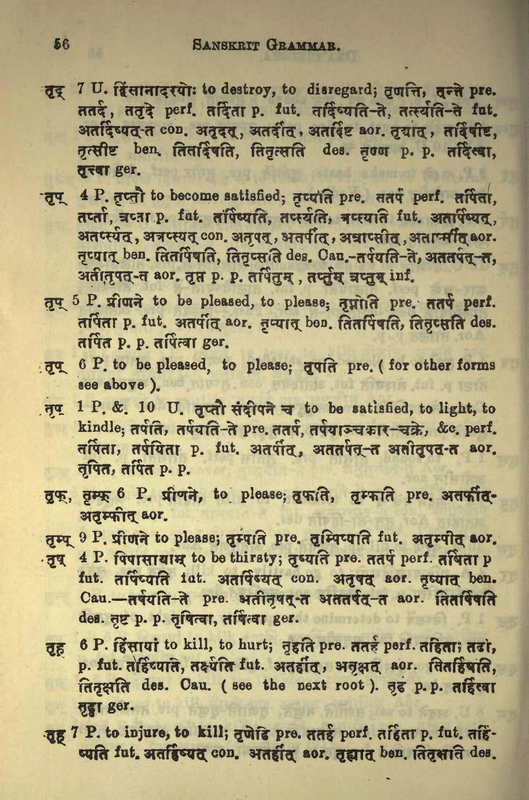 56 SANSKRIT GRAMMAR.
तृद् 7 U. हिंसानादरयोः to destroy, to disregard; तृणत्ति, तृन्ते pre.
ततर्द, ततृदे perf. तर्दिता p. fut. तर्दिष्यति-ते, तर्त्स्यति-ते fut.
अतर्दिष्यत्-त con. अतृदत्, अतर्दीत्, अतर्दिष्ट aor. तृद्यात्, तर्दिषीष्ट,
तृत्सीष्ट ben. तितर्दिषति, तितृत्सति des. तृण्ण p. p. तर्दित्वा,
तृत्त्वा ger.
तृप् 4 P. तृप्तौ to become satisfied; तृप्यति pre. ततर्प perf. तर्पिता,
तर्प्ता, त्रप्ता p. fut. तर्पिष्यति, तर्प्स्यति, त्रप्स्यति fut. अतर्पिष्यत्,
अतर्प्स्यत्, अत्रप्स्यत् con. अतृपत्, अतर्पीत्, अत्राप्सीत्, अतार्प्सीत् aor.
तृप्यात् ben. तितर्पिषति, तितृप्सति des. Cau.-तर्पयति-ते, अततर्पत्-त,
अतीतृपत्-त aor. तृप्त p. p. तर्पितुम्, तर्प्तुम् त्रप्तुम् inf.
तृप् 5 P. प्रीणने to be pleased, to please; तृप्नोति pre. ततर्प perf.
तर्पिता p. fut. अतर्पीत् aor. तृप्यात् ben. तितर्पिषति, तितृप्सति des.
तर्पित p. p. तर्पित्वा ger.
तृप् 6 P. to be pleased, to please; तृपति pre. ( for other forms
see above ).
तृप् 1 P. &. 10 U. तृप्तौ संदीपने च to be satisfied, to light, to
kindle; तर्पति, तर्पयति-ते pre. ततर्प, तर्पयाञ्चकार-चक्रे, &c. perf.
तर्पिता, तर्पयिता p. fut. अतर्पीत्, अततर्पत्-त अतीतृपत्-त aor.
तृपित, तर्पित p. p.
तुफ्, तृम्फ् 6 P. प्रीणने, to please; तुफति, तृम्फति pre. अतर्फीत्-
अतृम्फीत् aor.
तृम्प् 9 P. प्रीणने to please; तृम्पति pre. तृम्पिष्यति fut. अतृम्पीत् aor.
तृष् 4 P. पिपासायाम् to be thirsty; तृष्यति pre. ततर्ष perf. तर्षिता p
fut. तर्षिष्यति fut. अतर्षिष्यत् con. अतृषत् aor. तृष्यात् ben.
Cau.—तर्षयति-ते pre. अतीतृषत्-त अततर्षत्-त aor. तितर्षिषति
des. तृष्ट p. p. तृषित्वा, तर्षित्वा ger.
तृह् 6 P. हिंसायां to kill, to hurt; तृहति pre. ततर्ह perf. तर्हिता; तर्ढा,
p. fut. तर्हिष्यति, तर्क्ष्यति fut. अतर्हीत्, अतृक्षत् aor. तितर्हिषति,
तितृक्षति des. Cau. ( see the next root ). तृढ p. p. तर्हित्वा
तृढ्वा ger.
तृह् 7 P. to injure, to kill; तृणेढि pre. ततर्ह perf. तर्हिता p. fut. तर्हि-
ष्यति fut. अतर्हिष्यत् con. अतर्हीत् aor. तृह्यात् ben. तितृक्षति des.